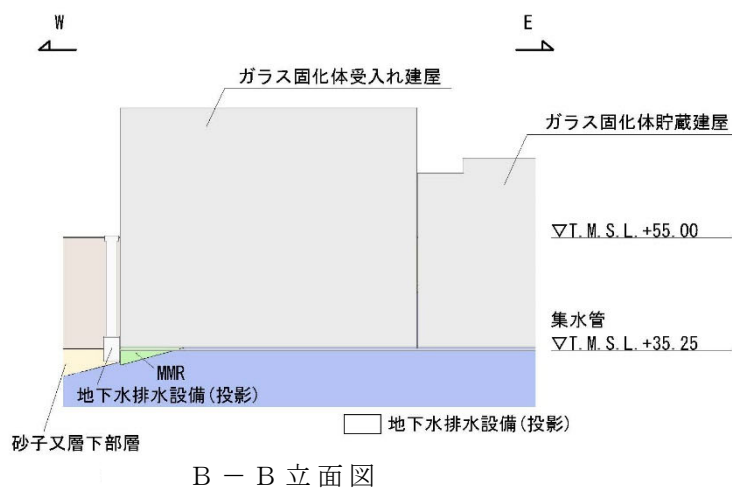 W
E
ガラス固化体受入れ建屋
ガラス固化体貯蔵建屋
▽T.M.S.L.+55.00
集水管
▽T.M.S.L.+35.25
MMR
地下水排水設備(投影)
地下水排水設備(投影)
砂子又層下部層
B－B立面図